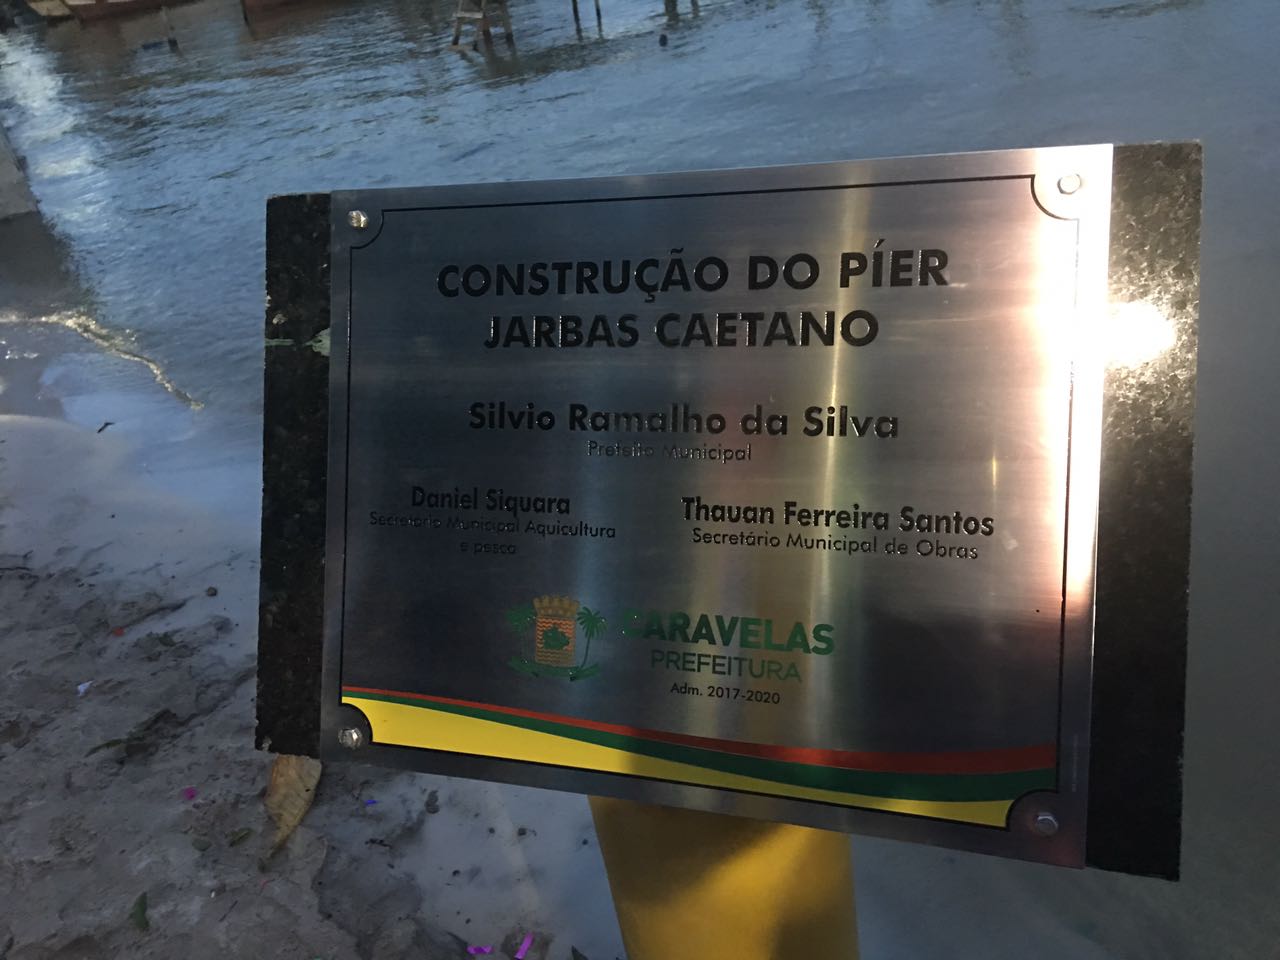 CONSTRUÇÃO DO PÍER
JARBAS CAETANO
Silvio Ramalho da Silva
Prefeito Municipal
Daniel Siquara
Secretário Municipal Aquicultura
e pesca
Thauan Ferreira Santos
Secretário Municipal de Obras
CARAVELAS
PREFEITURA
Adm. 2017-2020